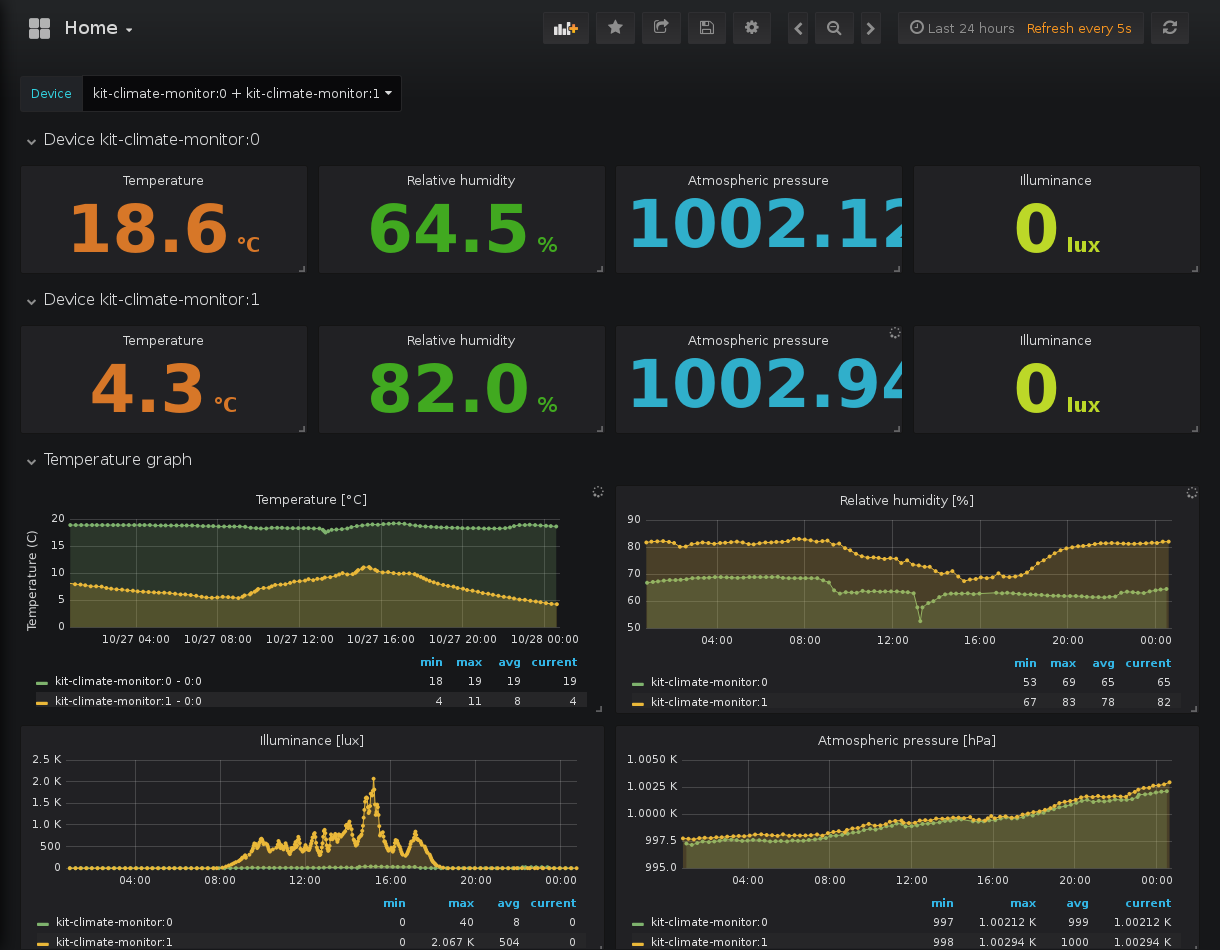 Home
Last 24 hours Refresh every 5s
Device kit-climate-monitor:0 + kit-climate-monitor:1
Device kit-climate-monitor:0
Temperature Relative humidity Atmospheric pressure Illuminance
18.6 °C 64.5 % 1002.12 0 lux
Device kit-climate-monitor:1
Temperature Relative humidity Atmospheric pressure Illuminance
4.3 °C 82.0 % 1002.94 0 lux
Temperature graph
Temperature [°C]
Temperature (C)
20
15
10
5
0
10/27 04:00 10/27 08:00 10/27 12:00 10/27 16:00 10/27 20:00 10/28 00:00
min max avg current
kit-climate-monitor:0 - 0:0 18 19 19 19
kit-climate-monitor:1 - 0:0 4 11 8 4
Relative humidity [%]
90
80
70
60
50
04:00 08:00 12:00 16:00 20:00 00:00
min max avg current
kit-climate-monitor:0 53 69 65 65
kit-climate-monitor:1 67 83 78 82
Illuminance [lux]
2.5 K
2.0 K
1.5 K
1.0 K
500
0
04:00 08:00 12:00 16:00 20:00 00:00
min max avg current
kit-climate-monitor:0 0 40 8 0
kit-climate-monitor:1 0 2.067 K 504 0
Atmospheric pressure [hPa]
1.0050 K
1.0025 K
1.0000 K
997.5
995.0
04:00 08:00 12:00 16:00 20:00 00:00
min max avg current
kit-climate-monitor:0 997 1.00212 K 999 1.00212 K
kit-climate-monitor:1 998 1.00294 K 1000 1.00294 K